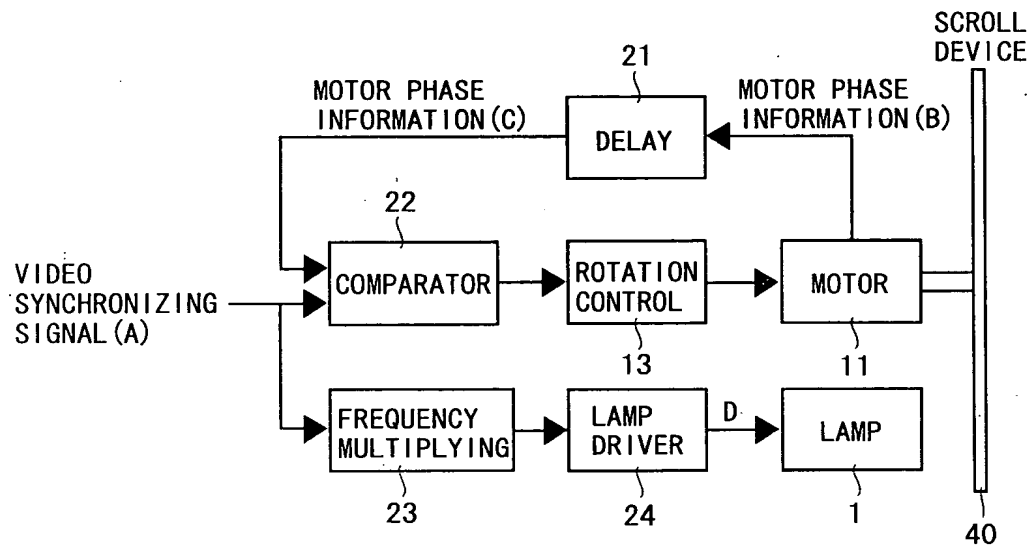 SCROLL
DEVICE
21
MOTOR PHASE
INFORMATION(C)
MOTOR PHASE
INFORMATION(B)
DELAY
22
VIDEO
SYNCHRONIZING
SIGNAL(A)
COMPARATOR
ROTATION
CONTROL
MOTOR
13
11
FREQUENCY
MULTIPLYING
LAMP
DRIVER
D
LAMP
23
24
1
40